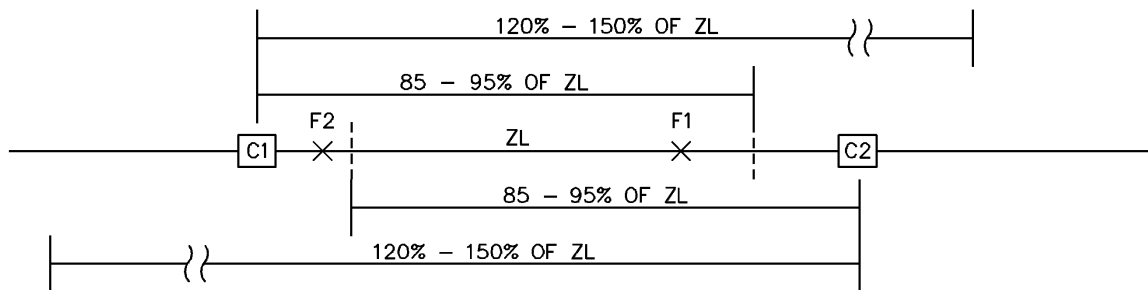 120% - 150% OF ZL
85 - 95% OF ZL
F2 F1
C1 ZL C2
85 - 95% OF ZL
120% - 150% OF ZL